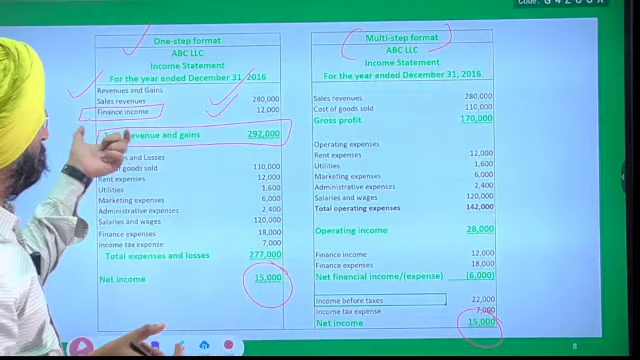 Code: G4Z8UX
One-step format
ABC LLC
Income Statement
For the year ended December 31, 2016
Revenues and Gains
Sales revenues 280,000
Finance income 12,000
revenue and gains 292,000
and Losses
of goods sold 110,000
Rent expenses 12,000
Utilities 1,600
Marketing expenses 6,000
Administrative expenses 2,400
Salaries and wages 120,000
Finance expenses 18,000
Income tax expense 7,000
Total expenses and losses 277,000
Net income 15,000
Multi-step format
ABC LLC
Income Statement
For the year ended December 31, 2016
Sales revenues 280,000
Cost of goods sold 110,000
Gross profit 170,000
Operating expenses
Rent expenses 12,000
Utilities 1,600
Marketing expenses 6,000
Administrative expenses 2,400
Salaries and wages 120,000
Total operating expenses 142,000
Operating income 28,000
Finance income 12,000
Finance expenses 18,000
Net financial income/(expense) (6,000)
Income before taxes 22,000
Income tax expense 7,000
Net income 15,000
8